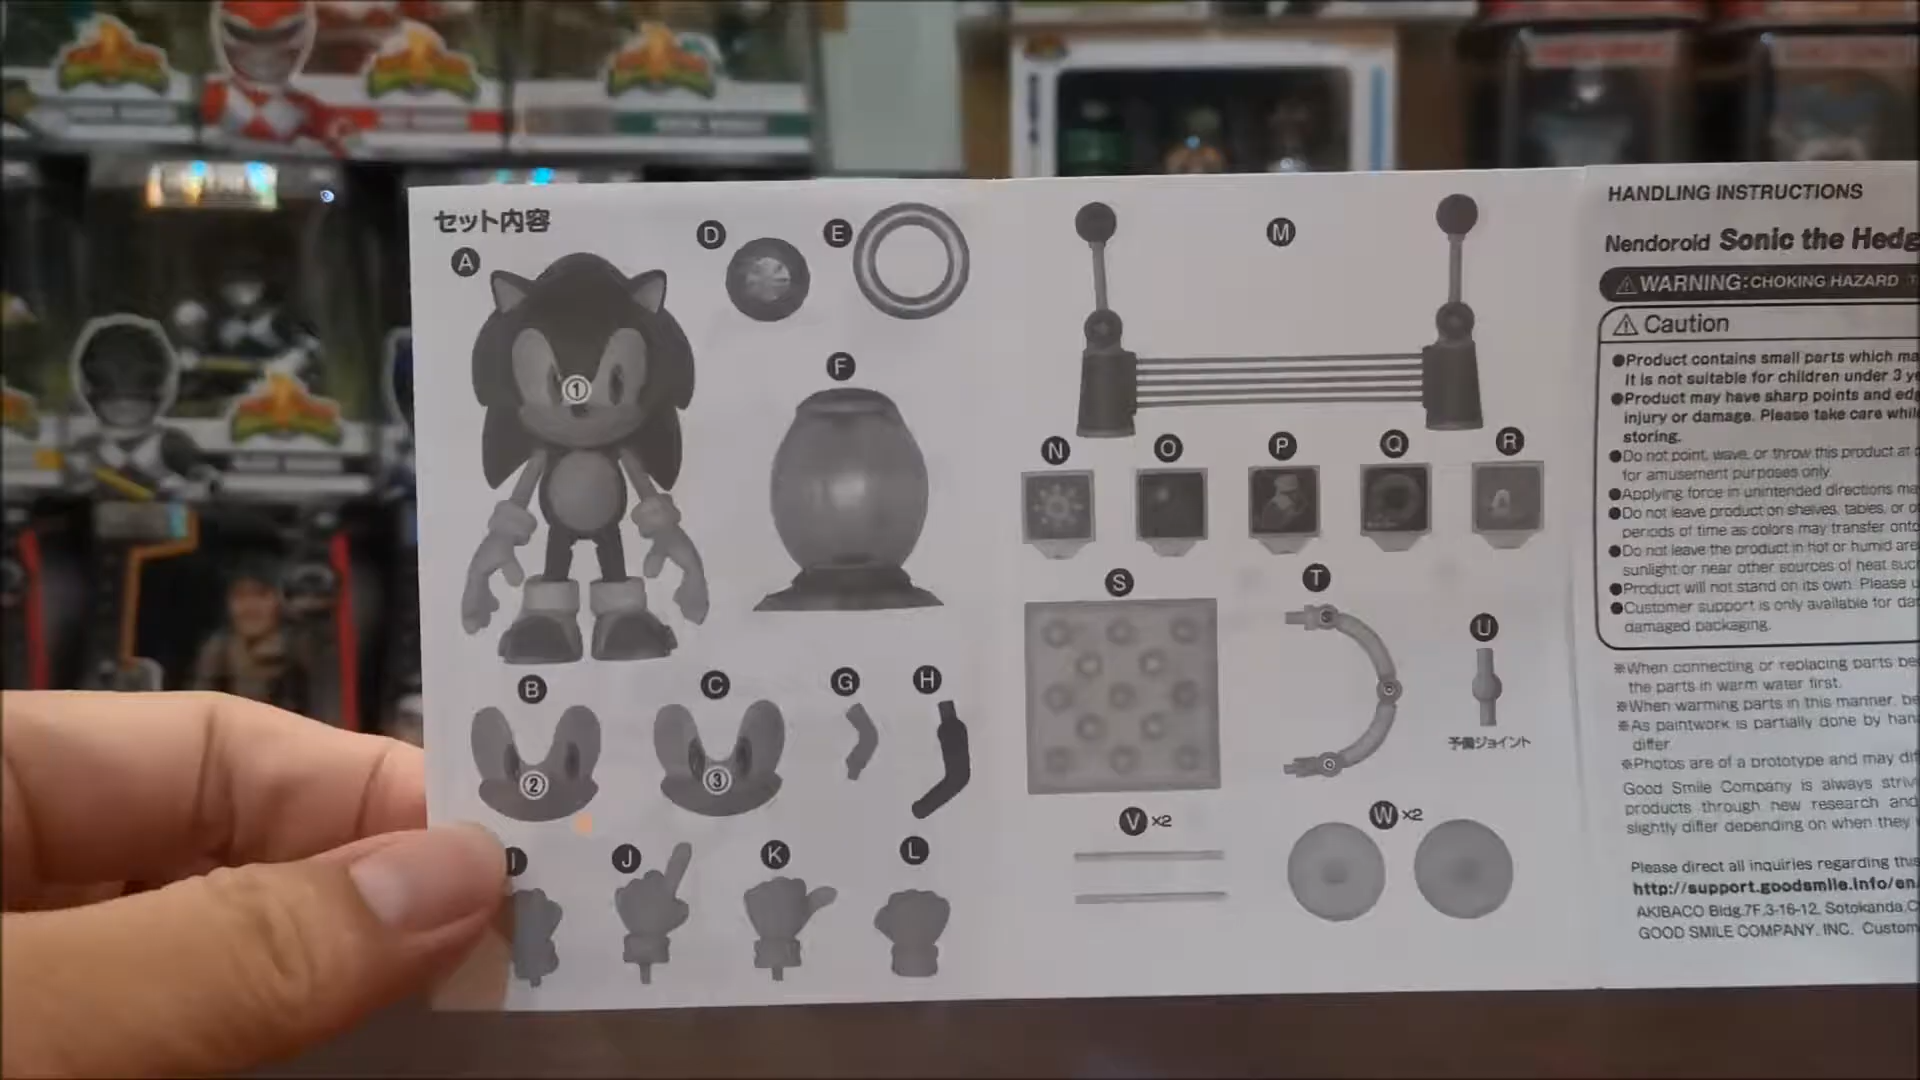 セット内容
A
D
E
F
B
C
G
H
I
J
K
L
①
②
③
M
N
O
P
Q
R
S
T
U
予備ジョイント
V ×2
W ×2
HANDLING INSTRUCTIONS
Nendoroid Sonic the Hedg
⚠ WARNING: CHOKING HAZARD
⚠ Caution
●Product contains small parts which ma
It is not suitable for children under 3 ye
●Product may have sharp points and edg
injury or damage. Please take care whil
storing.
●Do not point, wave, or throw this product at
for amusement purposes only.
●Applying force in unintended directions ma
●Do not leave product on shelves, tables, or o
periods of time as colors may transfer onto
●Do not leave the product in hot or humid are
sunlight or near other sources of heat suc
●Product will not stand on its own. Please u
●Customer support is only available for da
damaged packaging.
※When connecting or replacing parts be
the parts in warm water first.
※When warming parts in this manner, be
※As paintwork is partially done by han
differ
※Photos are of a prototype and may dif
Good Smile Company is always strivi
products through new research and
slightly differ depending on when they
Please direct all inquiries regarding this
http://support.goodsmile.info/en/
AKIBACO Bldg.7F,3-16-12, Sotokanda,C
GOOD SMILE COMPANY, INC. Custom